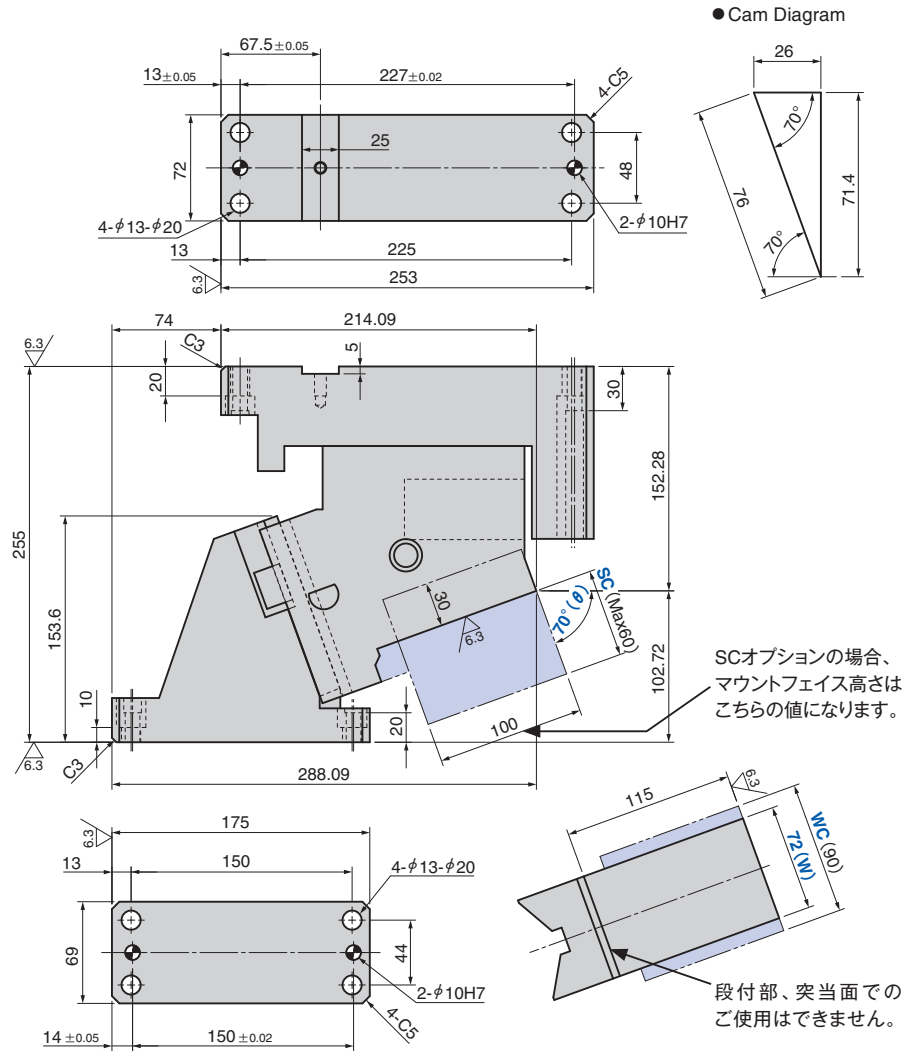 ● Cam Diagram
67.5±0.05
13±0.05
227±0.02
4-C5
25
72
48
4-φ13-φ20
2-φ10H7
13
225
253
6.3
26
70°
76
71.4
70°
74
214.09
6.3
C3
5
20
30
255
153.6
152.28
30
6.3
70°(θ)
SC (Max60)
102.72
10
20
100
6.3
C3
288.09
SCオプションの場合、
マウントフェイス高さは
こちらの値になります。
6.3
175
13
150
4-φ13-φ20
69
44
2-φ10H7
4-C5
14 ±0.05
150 ±0.02
115
6.3
72(W)
WC (90)
段付部、突当面での
ご使用はできません。